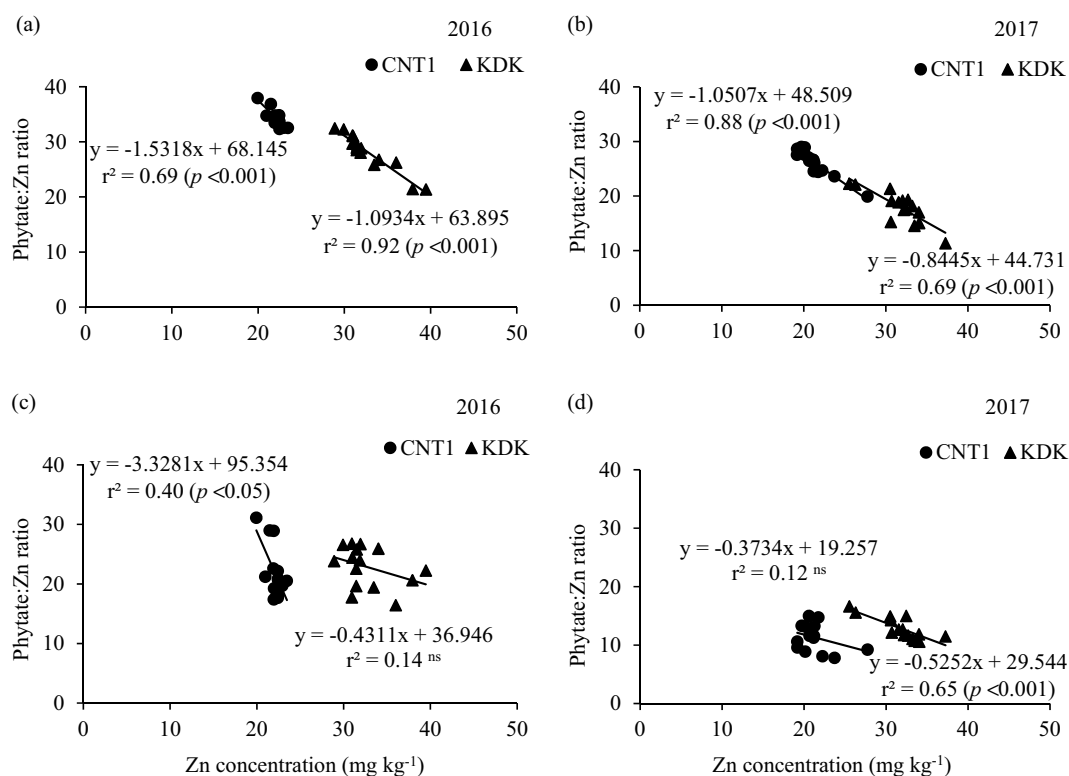 (a)
2016
CNT1 KDK
40
30
20
10
0
0 10 20 30 40 50
Phytate:Zn ratio
y = -1.5318x + 68.145
r² = 0.69 (p <0.001)
y = -1.0934x + 63.895
r² = 0.92 (p <0.001)
(b)
2017
CNT1 KDK
40
30
20
10
0
0 10 20 30 40 50
Phytate:Zn ratio
y = -1.0507x + 48.509
r² = 0.88 (p <0.001)
y = -0.8445x + 44.731
r² = 0.69 (p <0.001)
(c)
2016
CNT1 KDK
40
30
20
10
0
0 10 20 30 40 50
Phytate:Zn ratio
Zn concentration (mg kg⁻¹)
y = -3.3281x + 95.354
r² = 0.40 (p <0.05)
y = -0.4311x + 36.946
r² = 0.14 ⁿˢ
(d)
2017
CNT1 KDK
40
30
20
10
0
0 10 20 30 40 50
Phytate:Zn ratio
Zn concentration (mg kg⁻¹)
y = -0.3734x + 19.257
r² = 0.12 ⁿˢ
y = -0.5252x + 29.544
r² = 0.65 (p <0.001)